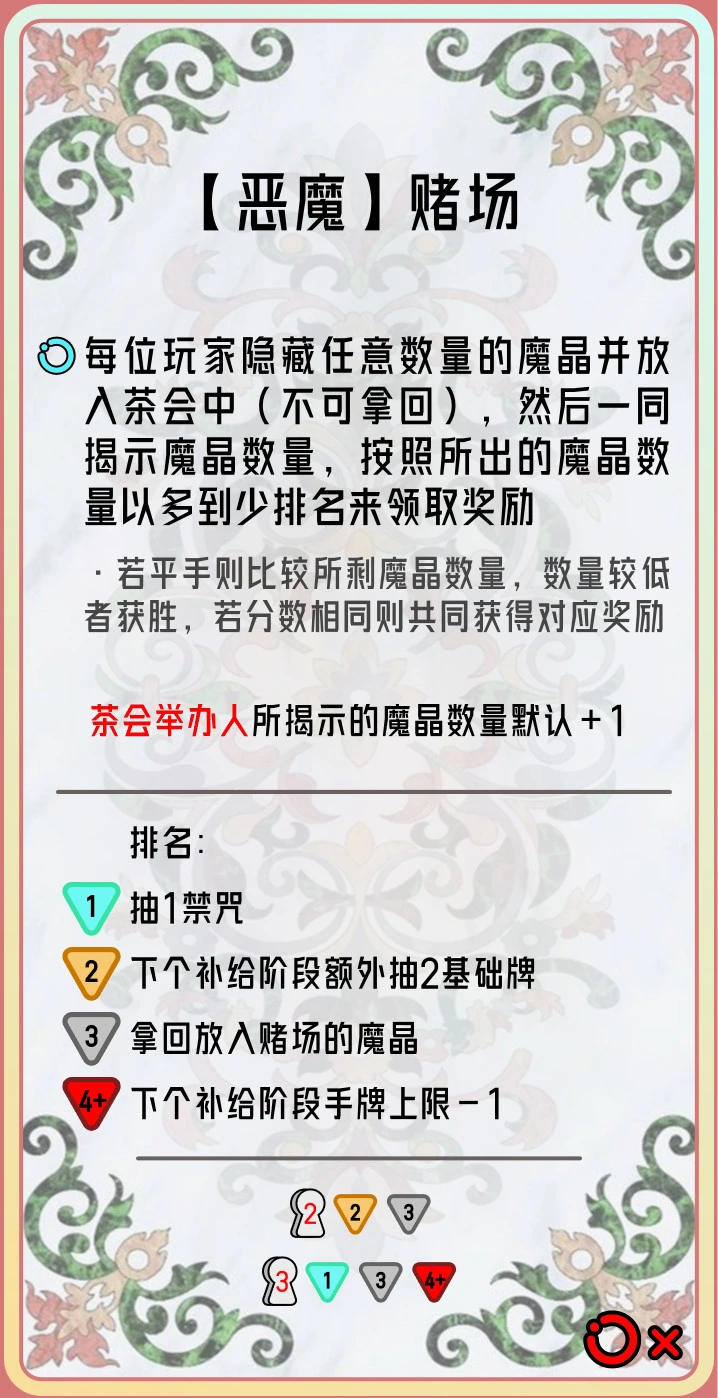 【恶魔】赌场
每位玩家隐藏任意数量的魔晶并放
入茶会中（不可拿回），然后一同
揭示魔晶数量，按照所出的魔晶数
量以多到少排名来领取奖励
·若平手则比较所剩魔晶数量，数量较低
者获胜，若分数相同则共同获得对应奖励
茶会举办人所揭示的魔晶数量默认＋1
排名：
1 抽1禁咒
2 下个补给阶段额外抽2基础牌
3 拿回放入赌场的魔晶
4+ 下个补给阶段手牌上限－1
2 2 3
3 1 3 4+